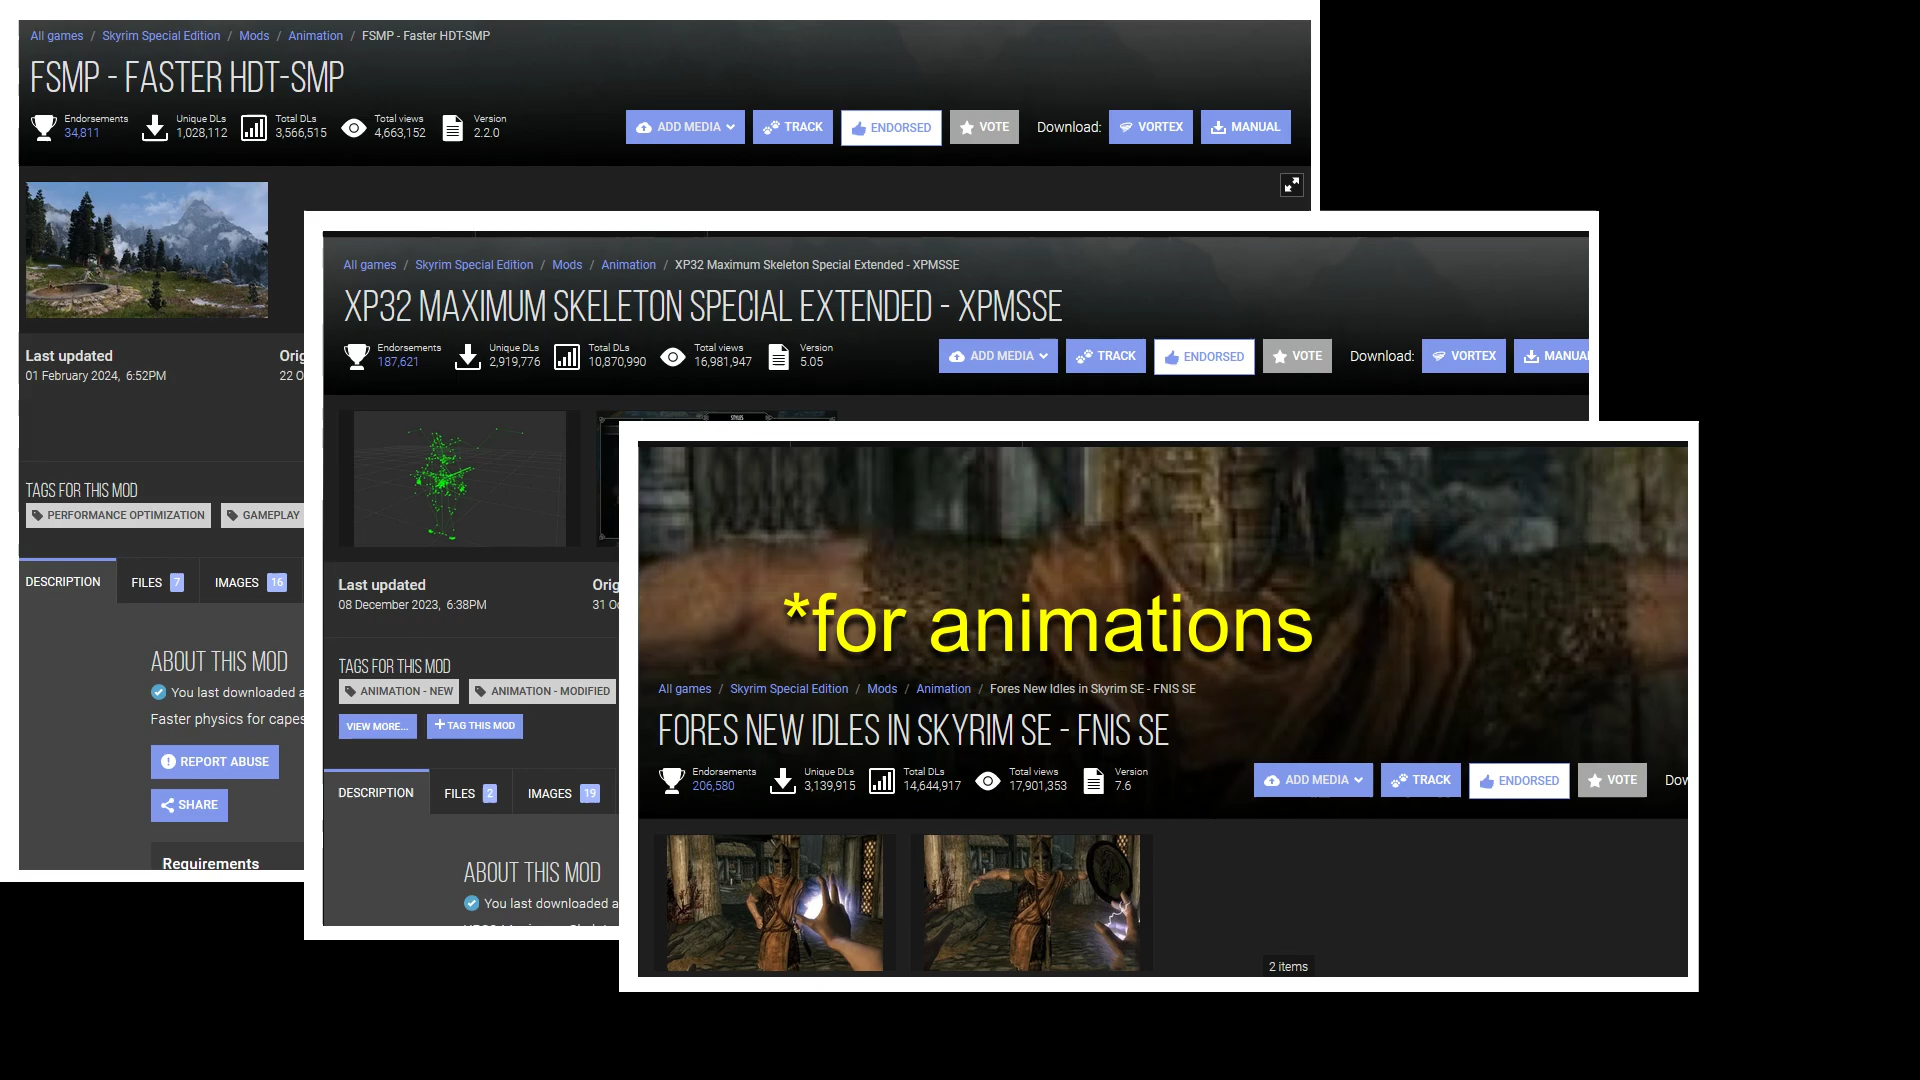 All games / Skyrim Special Edition / Mods / Animation / FSMP - Faster HDT-SMP
FSMP - FASTER HDT-SMP
Endorsements 34,811 Unique DLs 1,028,112 Total DLs 3,566,515 Total views 4,663,152 Version 2.2.0
ADD MEDIA TRACK ENDORSED VOTE Download: VORTEX MANUAL
Last updated
01 February 2024, 6:52PM
TAGS FOR THIS MOD
PERFORMANCE OPTIMIZATION GAMEPLAY
DESCRIPTION FILES 7 IMAGES 16
ABOUT THIS MOD
You last downloaded
Faster physics for capes
REPORT ABUSE
SHARE
Requirements
All games / Skyrim Special Edition / Mods / Animation / XP32 Maximum Skeleton Special Extended - XPMSSE
XP32 MAXIMUM SKELETON SPECIAL EXTENDED - XPMSSE
Endorsements 187,621 Unique DLs 2,919,776 Total DLs 10,870,990 Total views 16,981,947 Version 5.05
ADD MEDIA TRACK ENDORSED VOTE Download: VORTEX MANUAL
STYLES
Last updated
08 December 2023, 6:38PM
TAGS FOR THIS MOD
ANIMATION - NEW ANIMATION - MODIFIED
VIEW MORE... + TAG THIS MOD
DESCRIPTION FILES 2 IMAGES 19
ABOUT THIS MOD
You last downloaded
*for animations
All games / Skyrim Special Edition / Mods / Animation / Fores New Idles in Skyrim SE - FNIS SE
FORES NEW IDLES IN SKYRIM SE - FNIS SE
Endorsements 206,580 Unique DLs 3,139,915 Total DLs 14,644,917 Total views 17,901,353 Version 7.6
ADD MEDIA TRACK ENDORSED VOTE
2 items